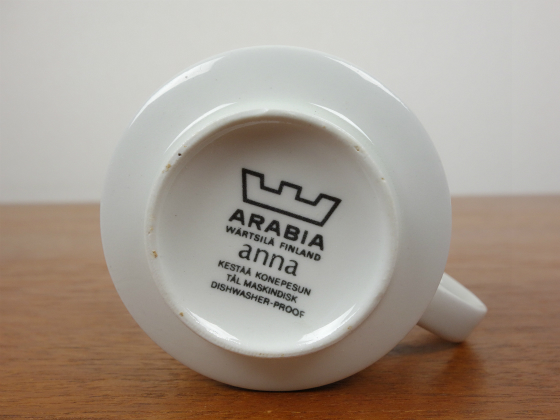 ARABIA
WÄRTSILÄ FINLAND
anna
KESTÄÄ KONEPESUN
TÅL MASKINDISK
DISHWASHER-PROOF